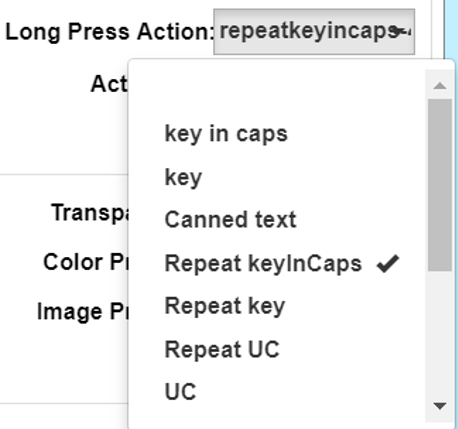 Long Press Action: repeatkeyincaps
Act
key in caps
key
Canned text
Transpa
Color Pr
Repeat keyInCaps
Image Pr
Repeat key
Repeat UC
UC